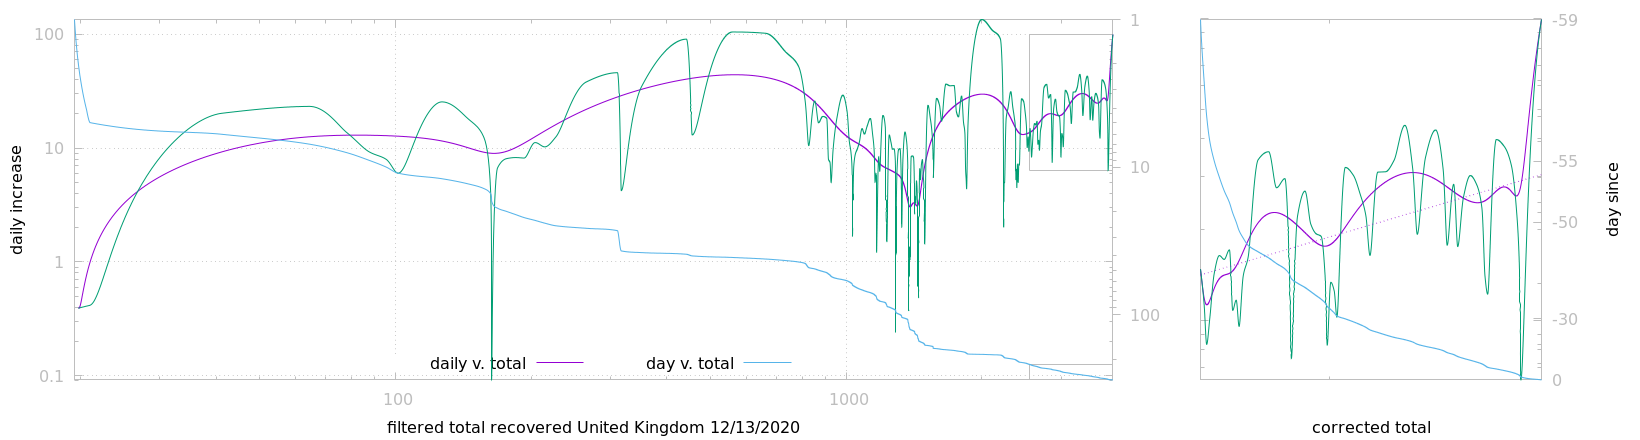 100
10
1
0.1
daily increase
100
1000
1
10
100
daily v. total
day v. total
filtered total recovered United Kingdom 12/13/2020
-59
-55
-50
-30
0
day since
corrected total